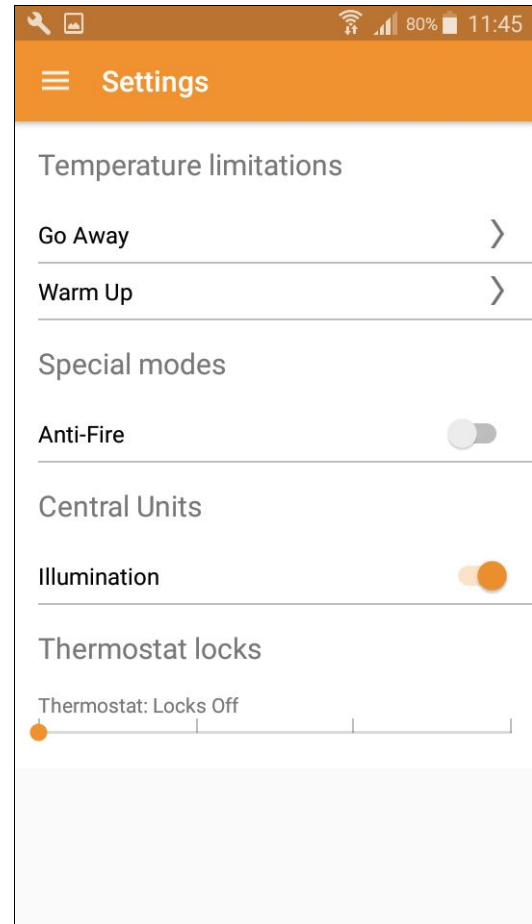 80% 11:45
Settings
Temperature limitations
Go Away
Warm Up
Special modes
Anti-Fire
Central Units
Illumination
Thermostat locks
Thermostat: Locks Off